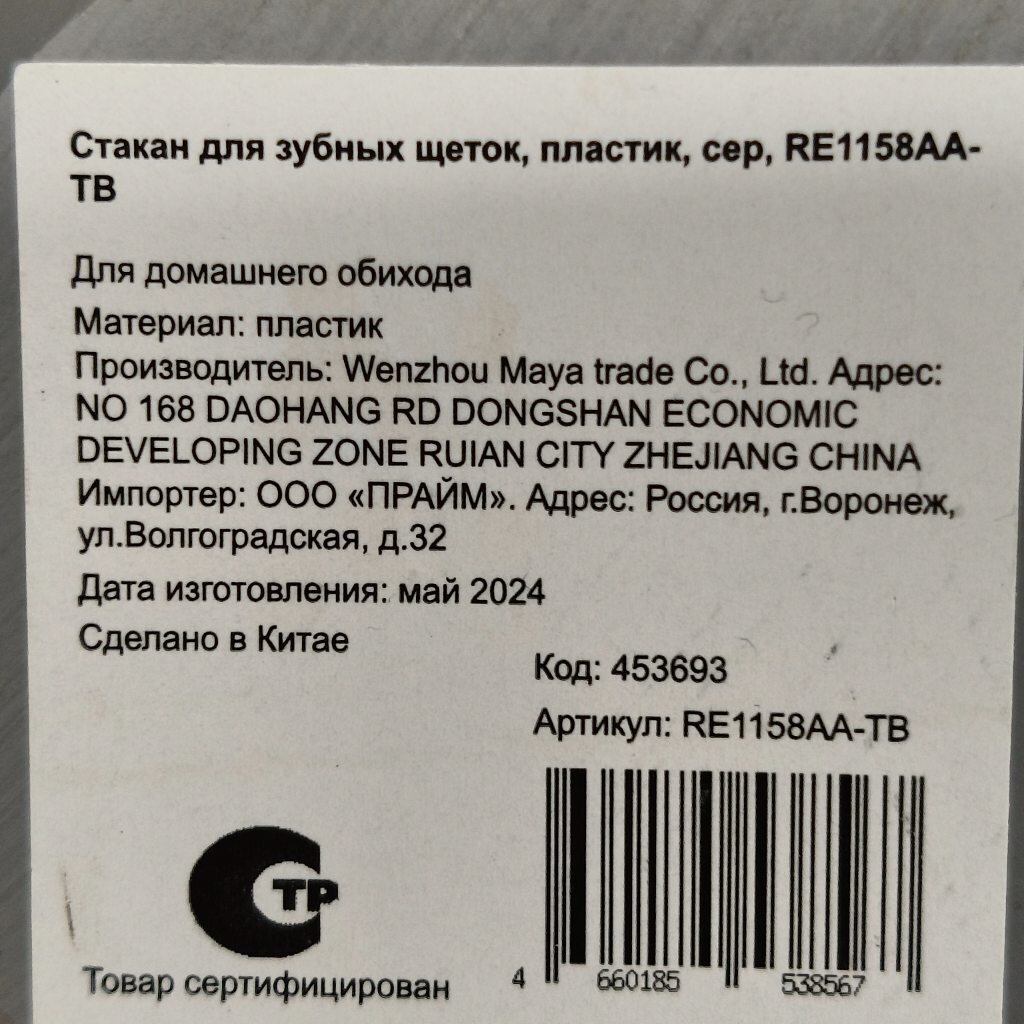 Стакан для зубных щеток, пластик, сер, RE1158AA-
TB
Для домашнего обихода
Материал: пластик
Производитель: Wenzhou Maya trade Co., Ltd. Адрес:
NO 168 DAOHANG RD DONGSHAN ECONOMIC
DEVELOPING ZONE RUIAN CITY ZHEJIANG CHINA
Импортер: ООО «ПРАЙМ». Адрес: Россия, г.Воронеж,
ул.Волгоградская, д.32
Дата изготовления: май 2024
Сделано в Китае
Код: 453693
Артикул: RE1158AA-TB
СТР
Товар сертифицирован
4 660185 538567